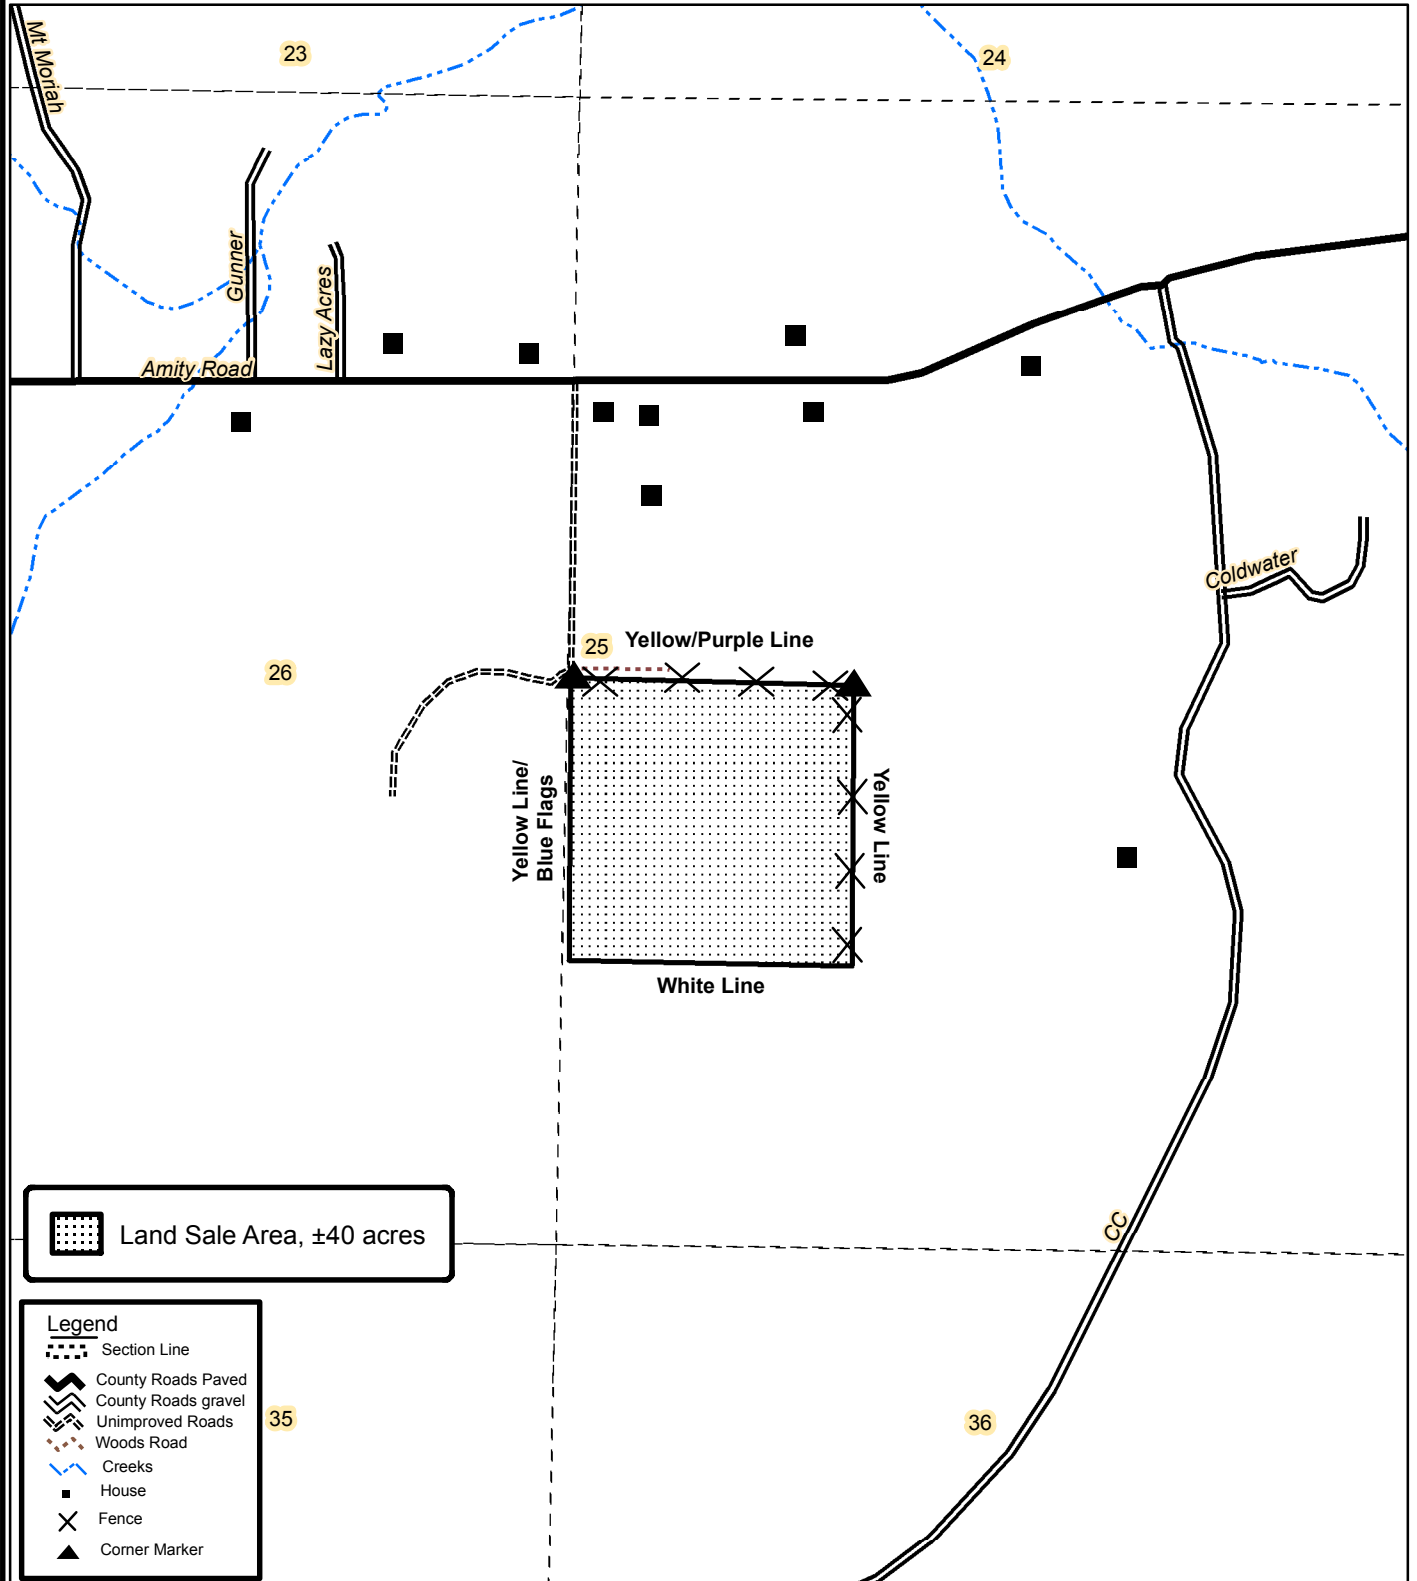 Mt Moriah
23
24
Gunner
Lazy Acres
Amity Road
Coldwater
25
Yellow/Purple Line
26
Yellow Line/
Blue Flags
Yellow Line
White Line
CC
Land Sale Area, ±40 acres
Legend
Section Line
County Roads Paved
County Roads gravel
Unimproved Roads
Woods Road
Creeks
House
Fence
Corner Marker
35
36